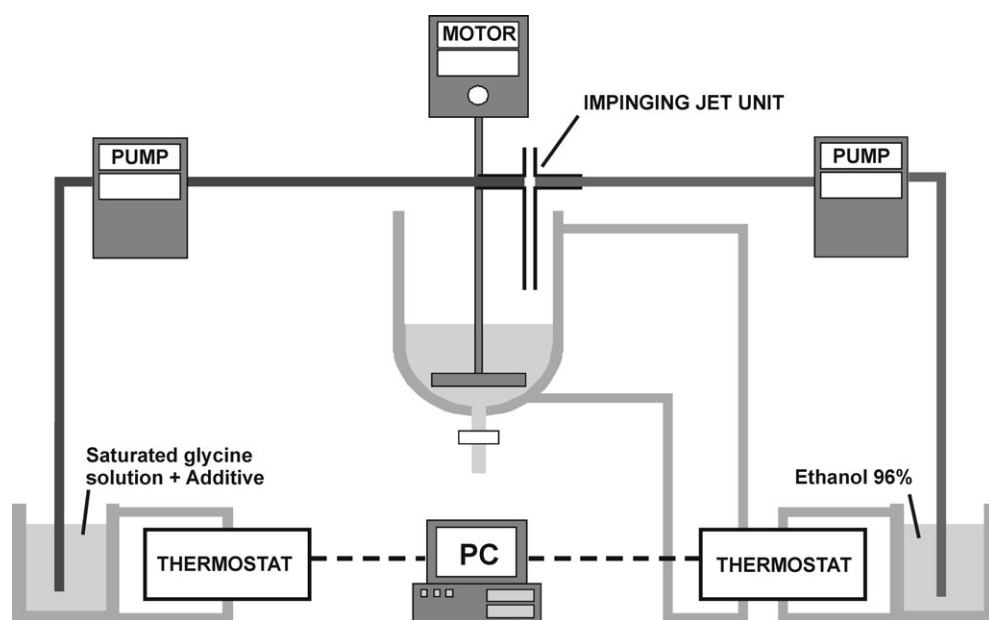 MOTOR
IMPINGING JET UNIT
PUMP
PUMP
Saturated glycine
solution + Additive
Ethanol 96%
THERMOSTAT
PC
THERMOSTAT